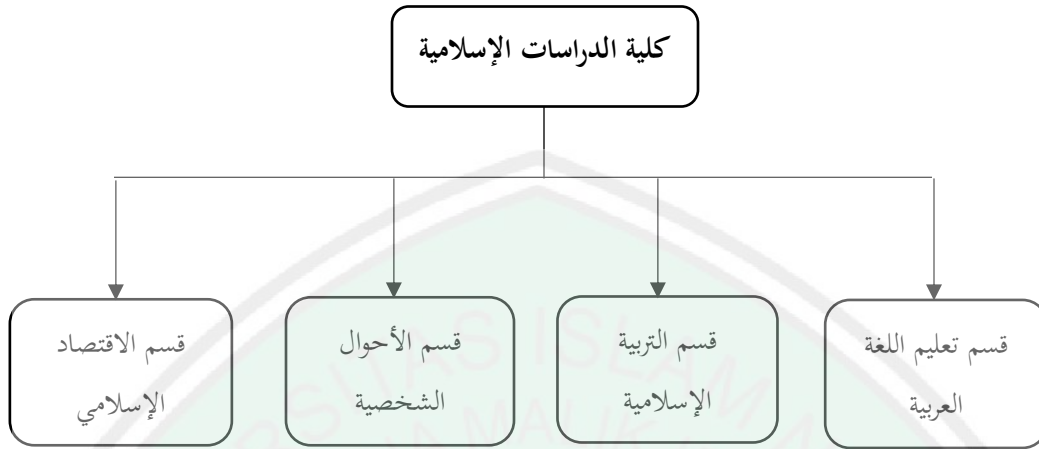 كلية الدراسات الإسلامية
قسم تعليم اللغة
العربية
قسم التربية
الإسلامية
قسم الأحوال
الشخصية
قسم الاقتصاد
الإسلامي